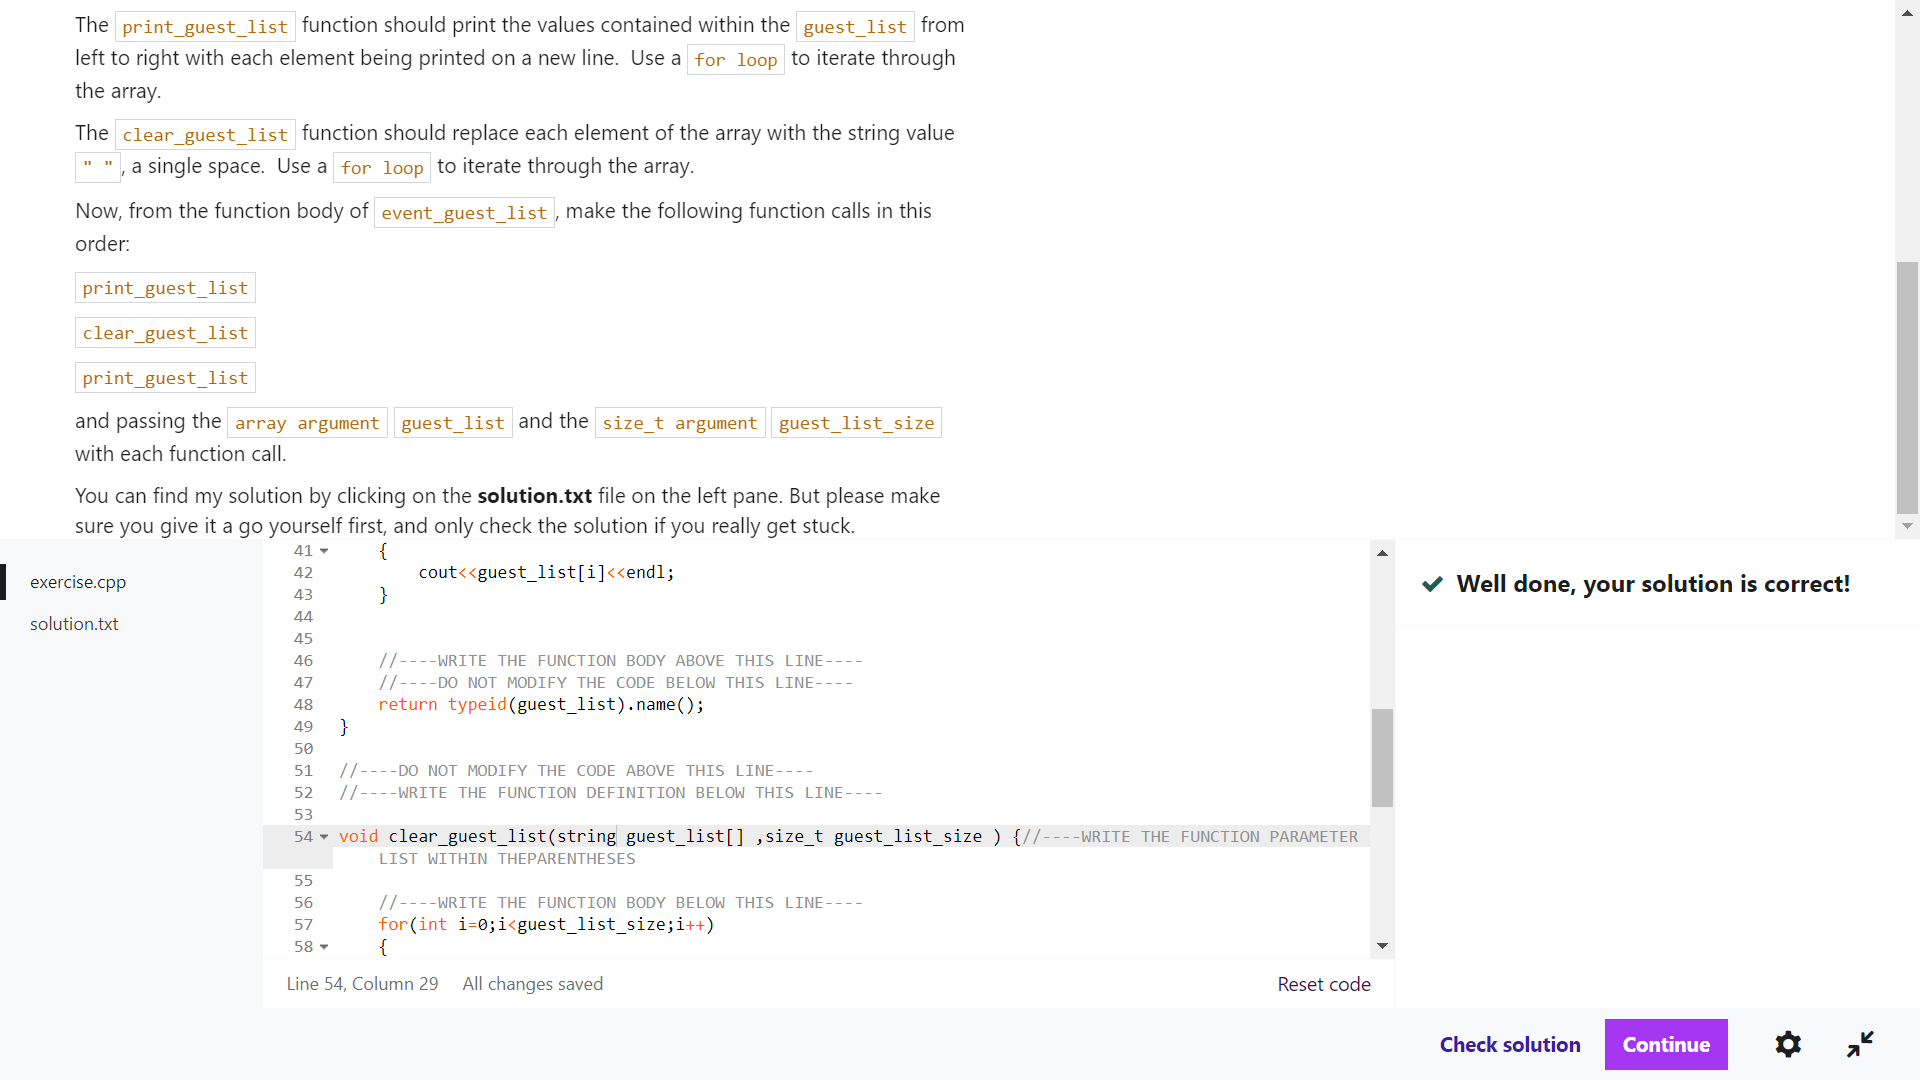 The print_guest_list function should print the values contained within the guest_list from
left to right with each element being printed on a new line.  Use a for loop to iterate through
the array.
The clear_guest_list function should replace each element of the array with the string value
" ", a single space.  Use a for loop to iterate through the array.
Now, from the function body of event_guest_list, make the following function calls in this
order:
print_guest_list
clear_guest_list
print_guest_list
and passing the array argument guest_list and the size_t argument guest_list_size
with each function call.
You can find my solution by clicking on the solution.txt file on the left pane. But please make
sure you give it a go yourself first, and only check the solution if you really get stuck.
exercise.cpp
solution.txt
41 {
42 cout<<guest_list[i]<<endl;
43 }
44
45
46 //----WRITE THE FUNCTION BODY ABOVE THIS LINE----
47 //----DO NOT MODIFY THE CODE BELOW THIS LINE----
48 return typeid(guest_list).name();
49 }
50
51 //----DO NOT MODIFY THE CODE ABOVE THIS LINE----
52 //----WRITE THE FUNCTION DEFINITION BELOW THIS LINE----
53
54 void clear_guest_list(string guest_list[] ,size_t guest_list_size ) {//----WRITE THE FUNCTION PARAMETER
LIST WITHIN THEPARENTHESES
55
56 //----WRITE THE FUNCTION BODY BELOW THIS LINE----
57 for(int i=0;i<guest_list_size;i++)
58 {
Line 54, Column 29 All changes saved
Reset code
Well done, your solution is correct!
Check solution
Continue